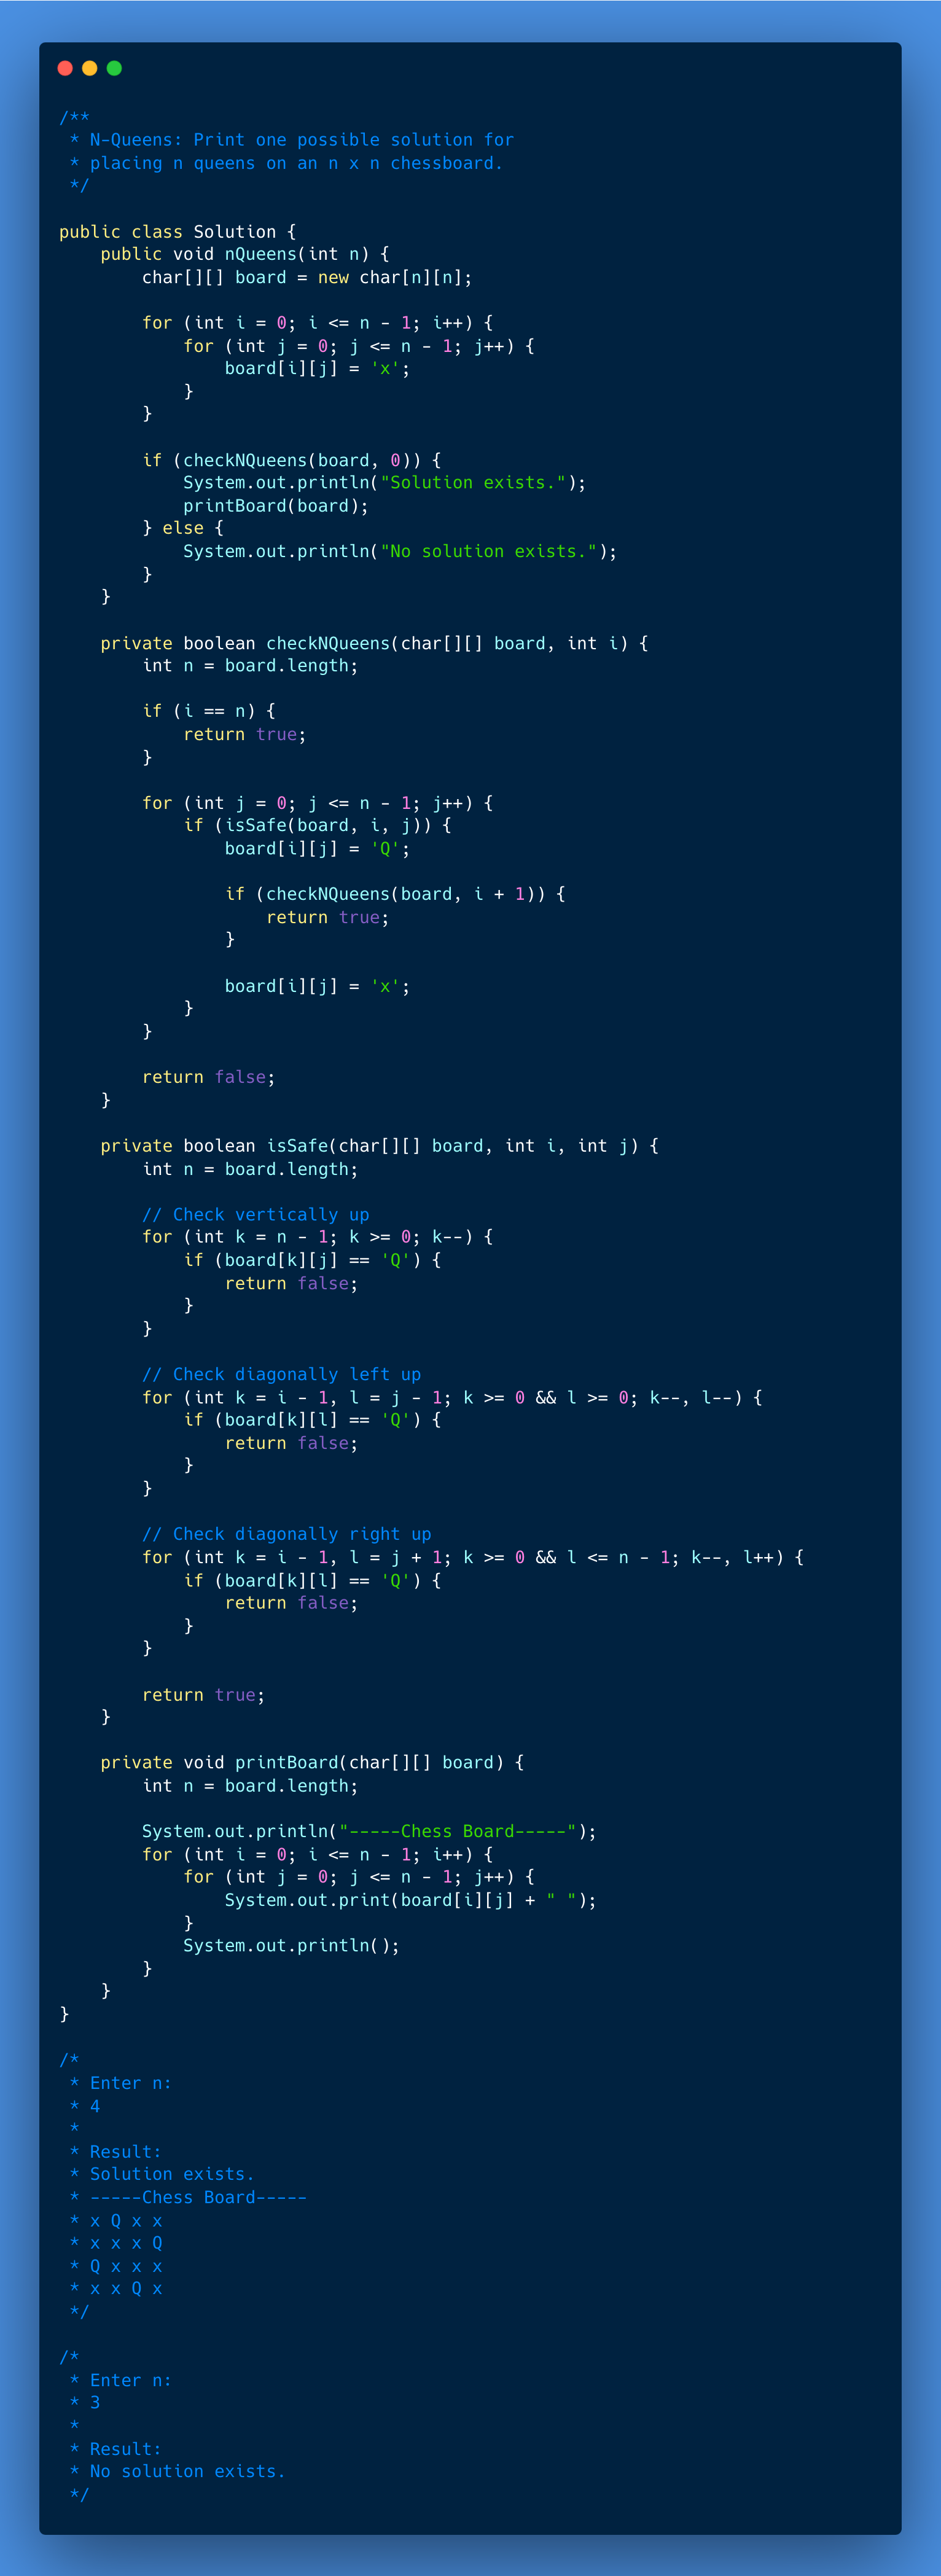 /**
 * N-Queens: Print one possible solution for
 * placing n queens on an n x n chessboard.
 */

public class Solution {
    public void nQueens(int n) {
        char[][] board = new char[n][n];

        for (int i = 0; i <= n - 1; i++) {
            for (int j = 0; j <= n - 1; j++) {
                board[i][j] = 'x';
            }
        }

        if (checkNQueens(board, 0)) {
            System.out.println("Solution exists.");
            printBoard(board);
        } else {
            System.out.println("No solution exists.");
        }
    }

    private boolean checkNQueens(char[][] board, int i) {
        int n = board.length;

        if (i == n) {
            return true;
        }

        for (int j = 0; j <= n - 1; j++) {
            if (isSafe(board, i, j)) {
                board[i][j] = 'Q';

                if (checkNQueens(board, i + 1)) {
                    return true;
                }

                board[i][j] = 'x';
            }
        }

        return false;
    }

    private boolean isSafe(char[][] board, int i, int j) {
        int n = board.length;

        // Check vertically up
        for (int k = n - 1; k >= 0; k--) {
            if (board[k][j] == 'Q') {
                return false;
            }
        }

        // Check diagonally left up
        for (int k = i - 1, l = j - 1; k >= 0 && l >= 0; k--, l--) {
            if (board[k][l] == 'Q') {
                return false;
            }
        }

        // Check diagonally right up
        for (int k = i - 1, l = j + 1; k >= 0 && l <= n - 1; k--, l++) {
            if (board[k][l] == 'Q') {
                return false;
            }
        }

        return true;
    }

    private void printBoard(char[][] board) {
        int n = board.length;

        System.out.println("-----Chess Board-----");
        for (int i = 0; i <= n - 1; i++) {
            for (int j = 0; j <= n - 1; j++) {
                System.out.print(board[i][j] + " ");
            }
            System.out.println();
        }
    }
}

/*
 * Enter n:
 * 4
 *
 * Result:
 * Solution exists.
 * -----Chess Board-----
 * x Q x x
 * x x x Q
 * Q x x x
 * x x Q x
 */

/*
 * Enter n:
 * 3
 *
 * Result:
 * No solution exists.
 */